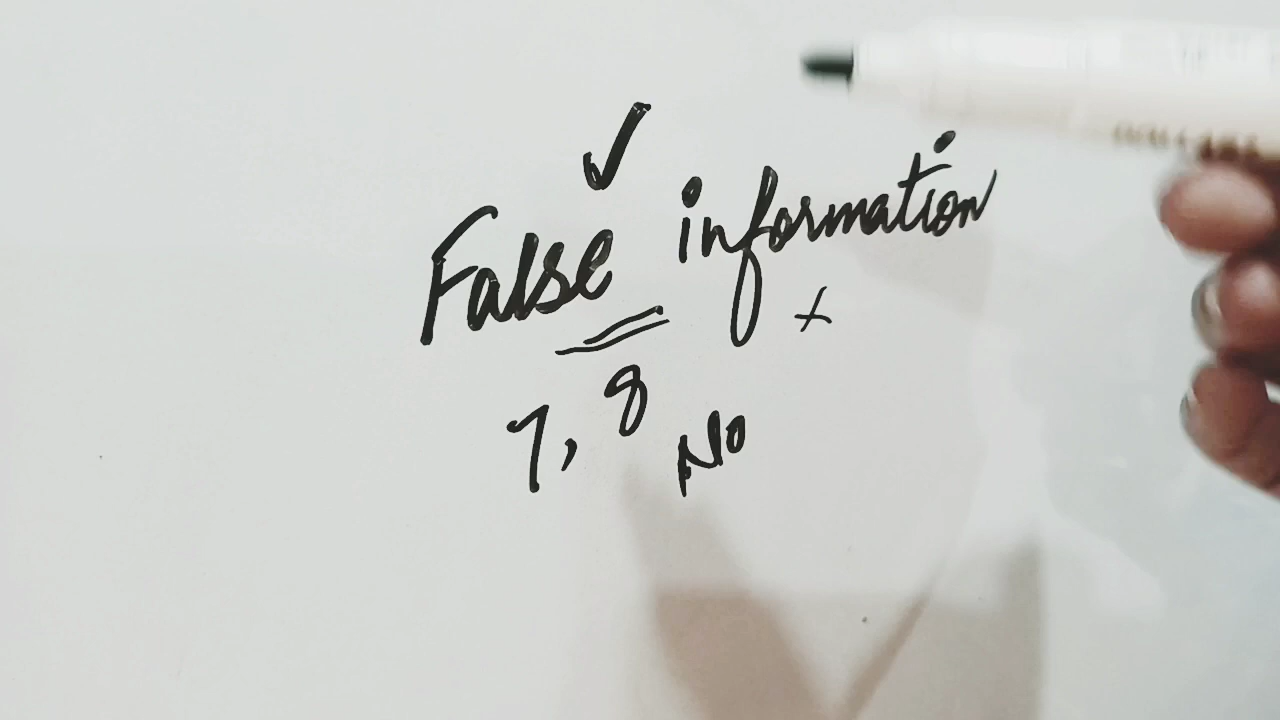 ✓
False information
x
7, 8 No